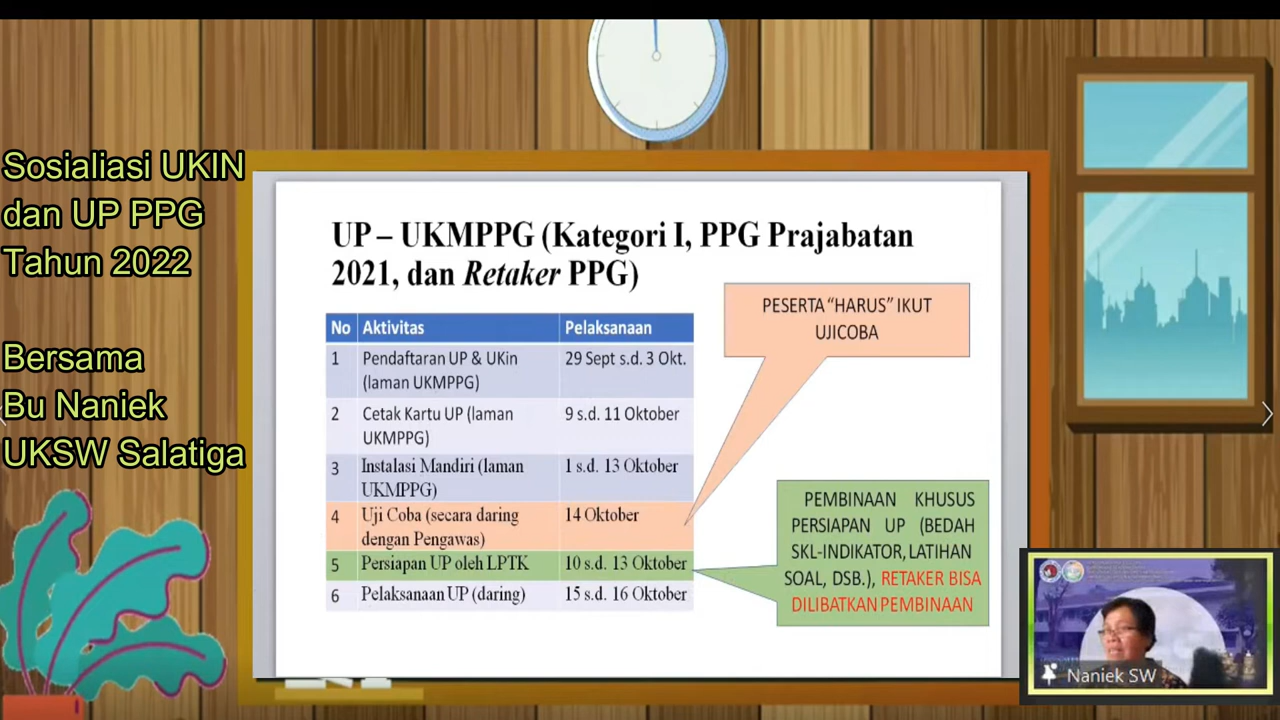 Sosialiasi UKIN
dan UP PPG
Tahun 2022
Bersama
Bu Naniek
UKSW Salatiga
UP – UKMPPG (Kategori I, PPG Prajabatan
2021, dan Retaker PPG)
No Aktivitas Pelaksanaan
1 Pendaftaran UP & UKin 29 Sept s.d. 3 Okt.
(laman UKMPPG)
2 Cetak Kartu UP (laman 9 s.d. 11 Oktober
UKMPPG)
3 Instalasi Mandiri (laman 1 s.d. 13 Oktober
UKMPPG)
4 Uji Coba (secara daring 14 Oktober
dengan Pengawas)
5 Persiapan UP oleh LPTK 10 s.d. 13 Oktober
6 Pelaksanaan UP (daring) 15 s.d. 16 Oktober
PESERTA “HARUS” IKUT
UJICOBA
PEMBINAAN KHUSUS
PERSIAPAN UP (BEDAH
SKL-INDIKATOR, LATIHAN
SOAL, DSB.), RETAKER BISA
DILIBATKAN PEMBINAAN
Naniek SW